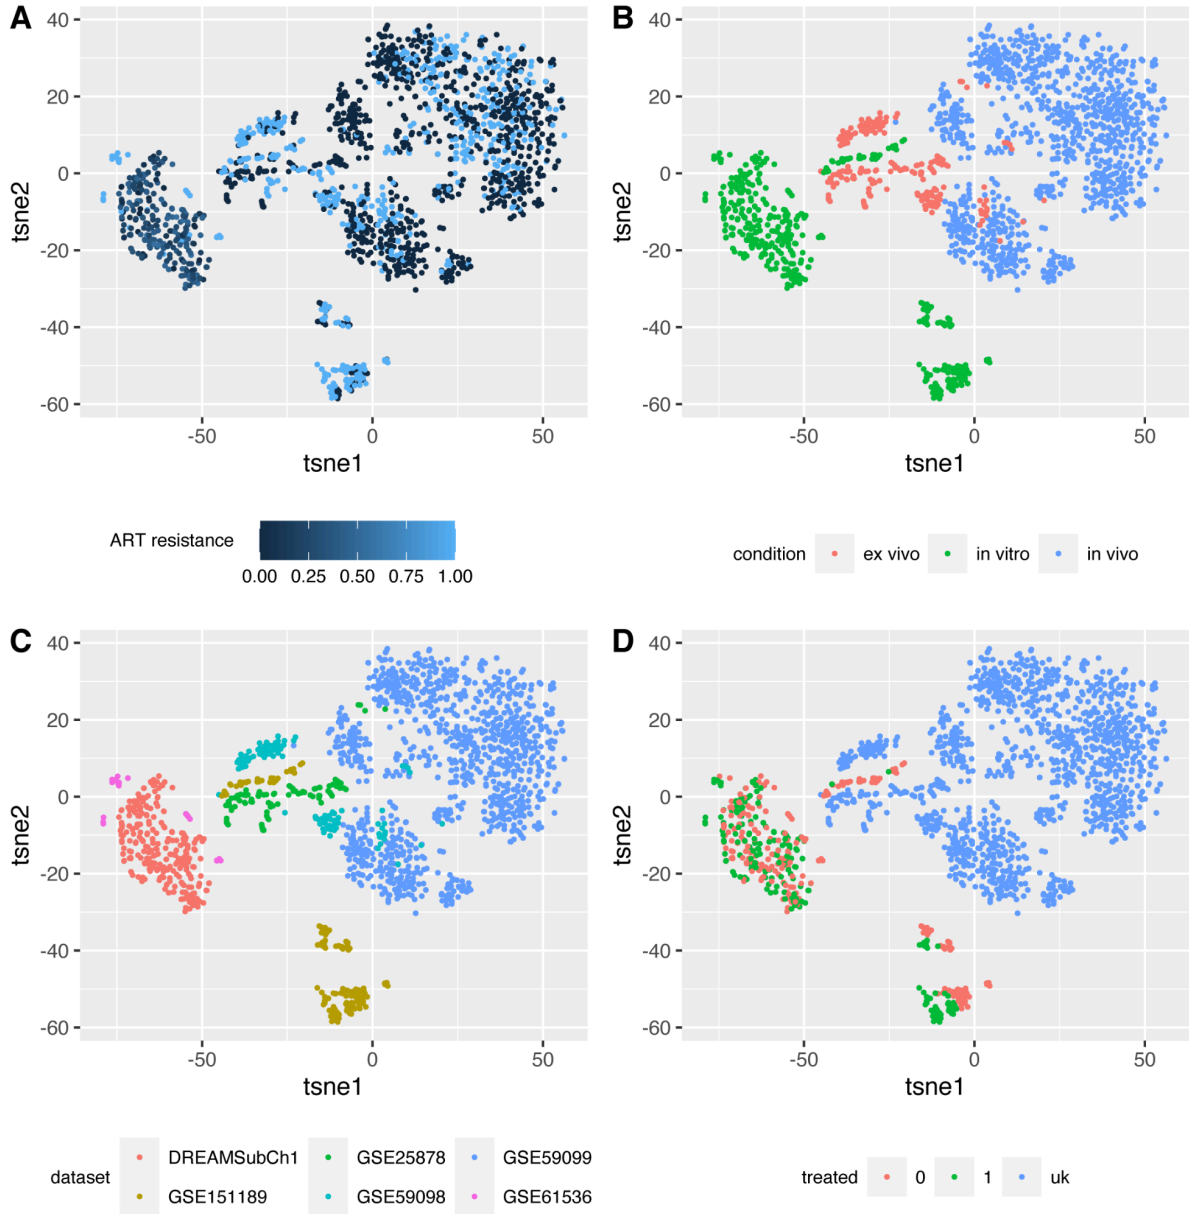 A
40
20
0
-20
-40
-60
tsne2
-50 0 50
tsne1
ART resistance
0.00 0.25 0.50 0.75 1.00
B
40
20
0
-20
-40
-60
tsne2
-50 0 50
tsne1
condition ex vivo in vitro in vivo
C
40
20
0
-20
-40
-60
tsne2
-50 0 50
tsne1
dataset
DREAMSubCh1 GSE25878 GSE59099
GSE151189 GSE59098 GSE61536
D
40
20
0
-20
-40
-60
tsne2
-50 0 50
tsne1
treated 0 1 uk